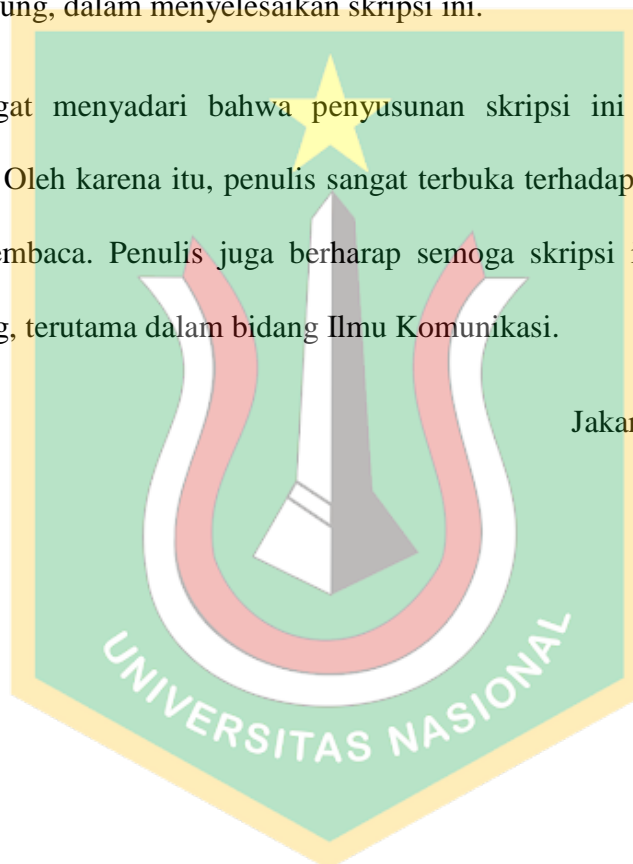 ung, dalam menyelesaikan skripsi ini.
gat menyadari bahwa penyusunan skripsi ini
Oleh karena itu, penulis sangat terbuka terhadap
embaca. Penulis juga berharap semoga skripsi i
g, terutama dalam bidang Ilmu Komunikasi.
Jakar
UNIVERSITAS NASIONAL